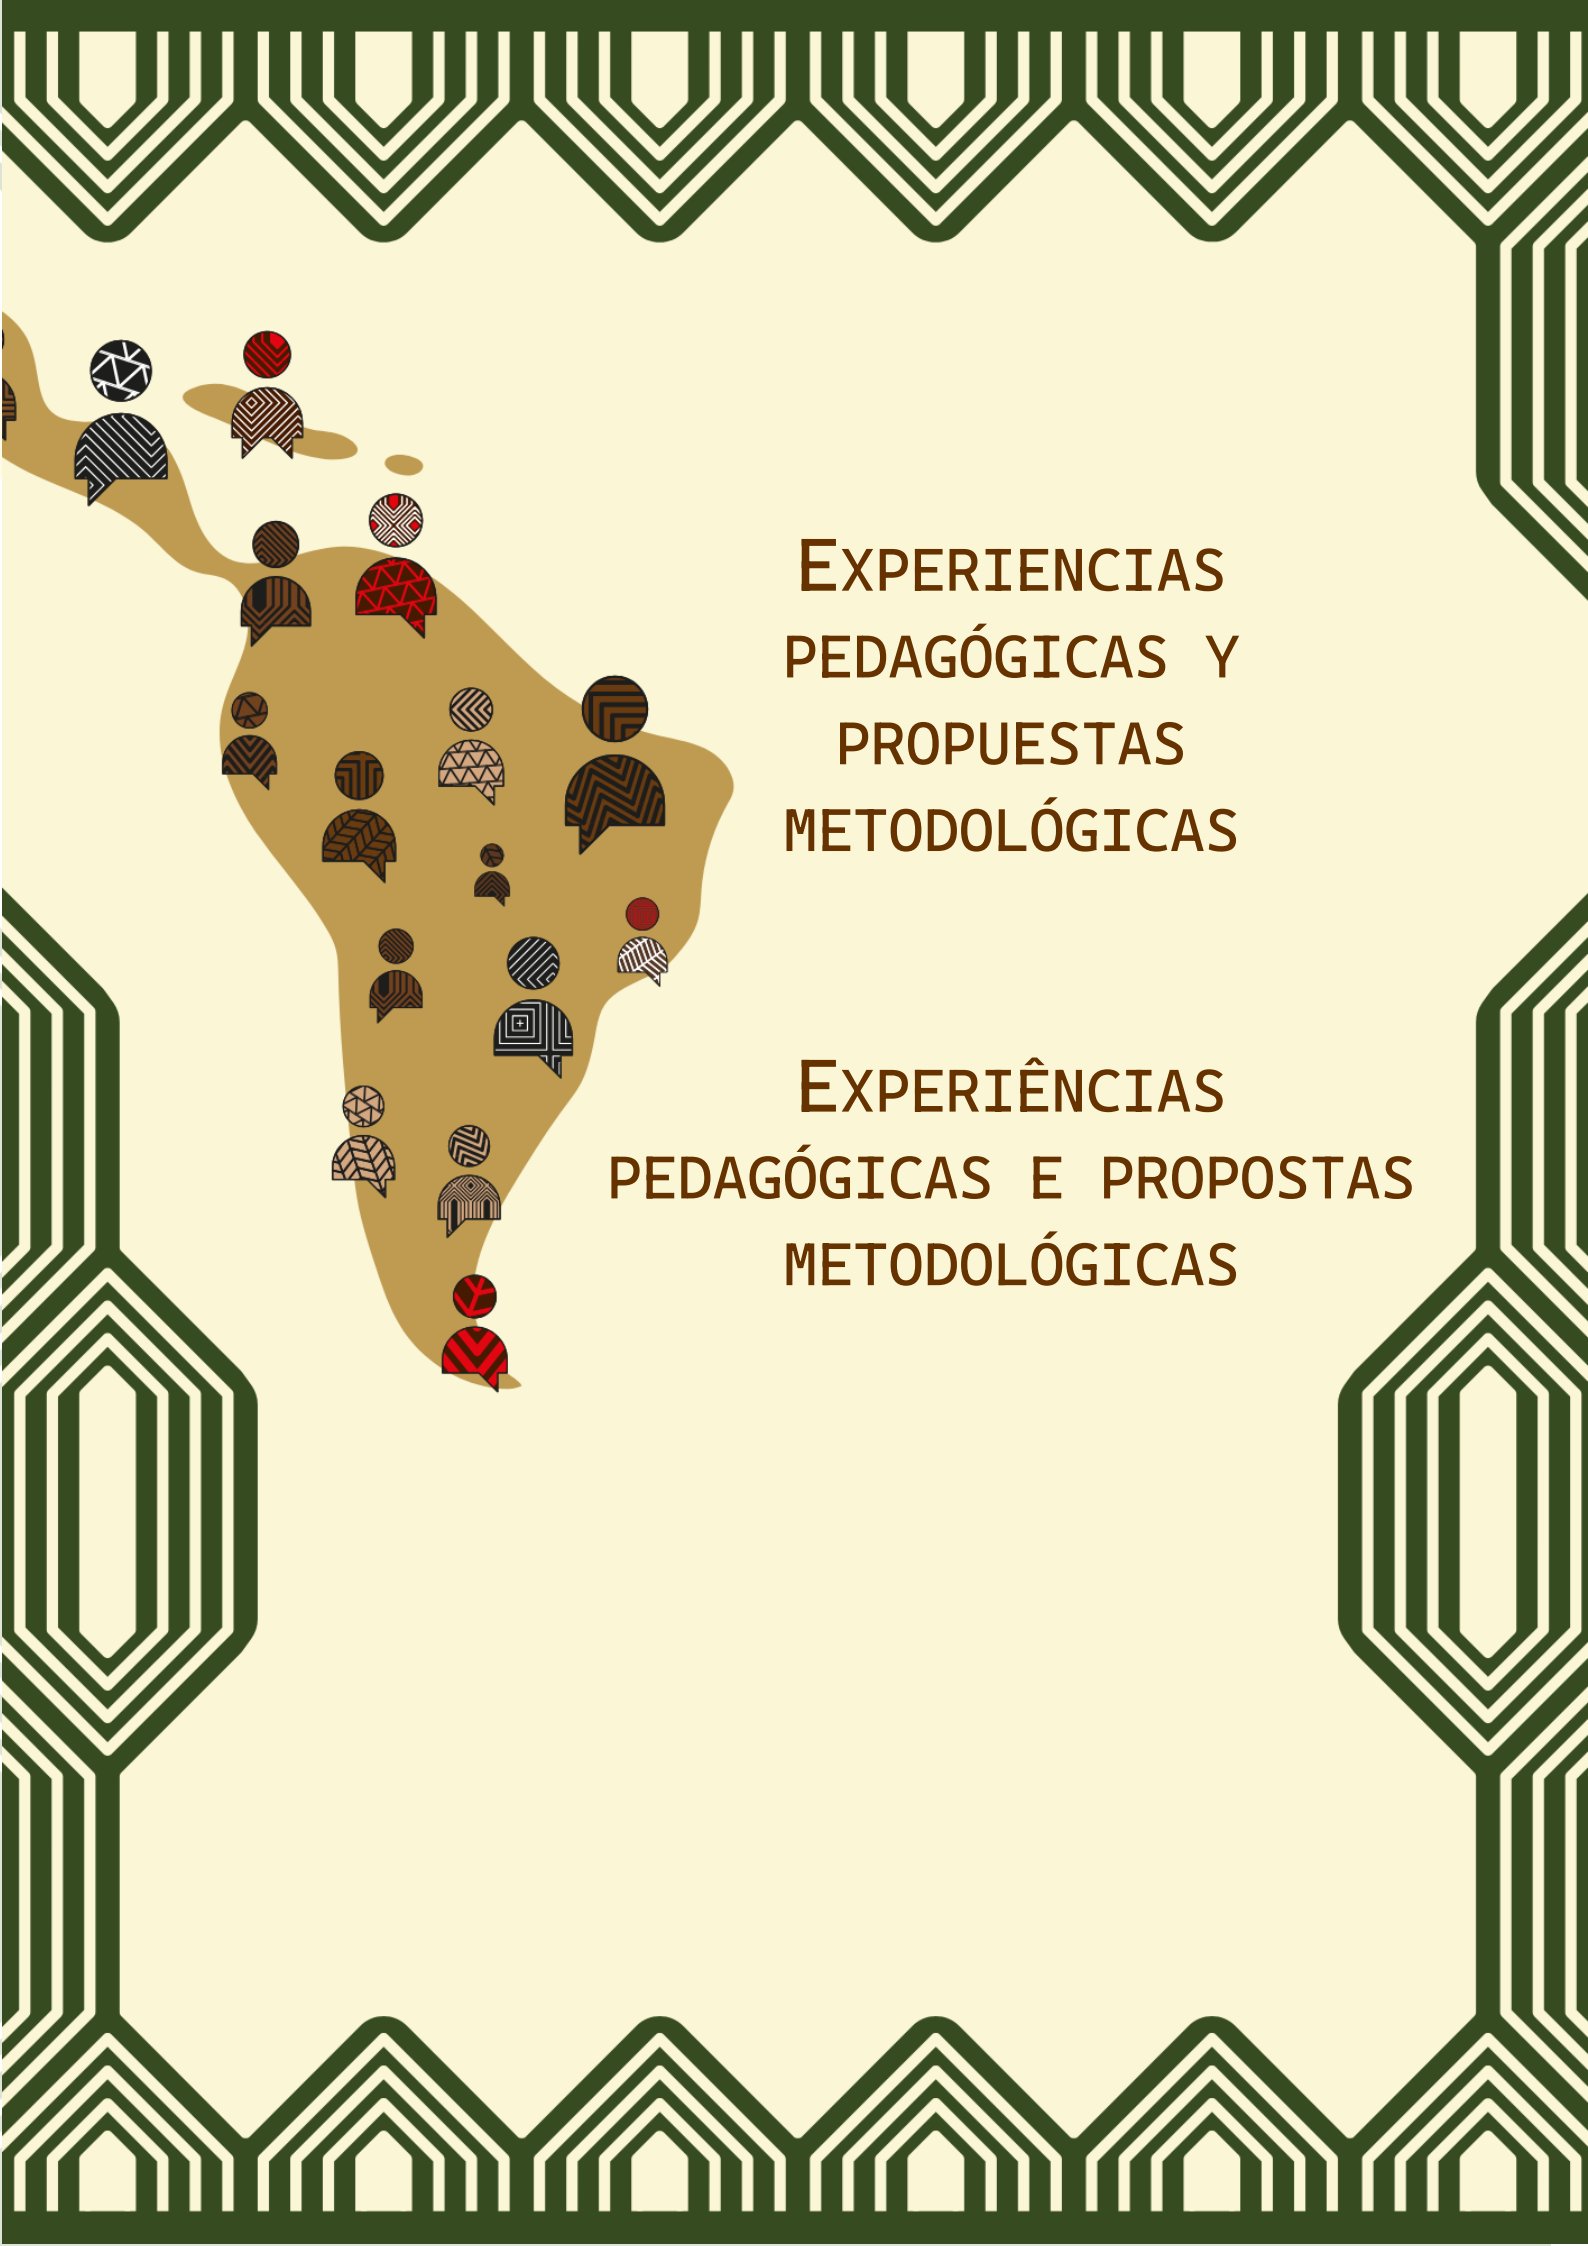 EXPERIENCIAS
PEDAGÓGICAS Y
PROPUESTAS
METODOLÓGICAS
EXPERIÊNCIAS
PEDAGÓGICAS E PROPOSTAS
METODOLÓGICAS